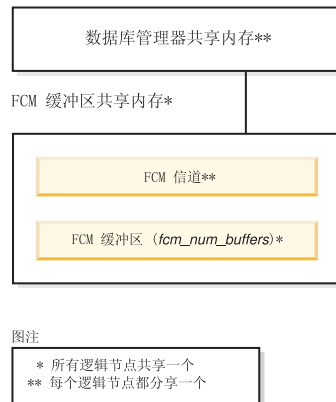 数据库管理器共享内存**
FCM 缓冲区共享内存*
FCM 信道**
FCM 缓冲区 (fcm_num_buffers)*
图注
* 所有逻辑节点共享一个
** 每个逻辑节点都分享一个